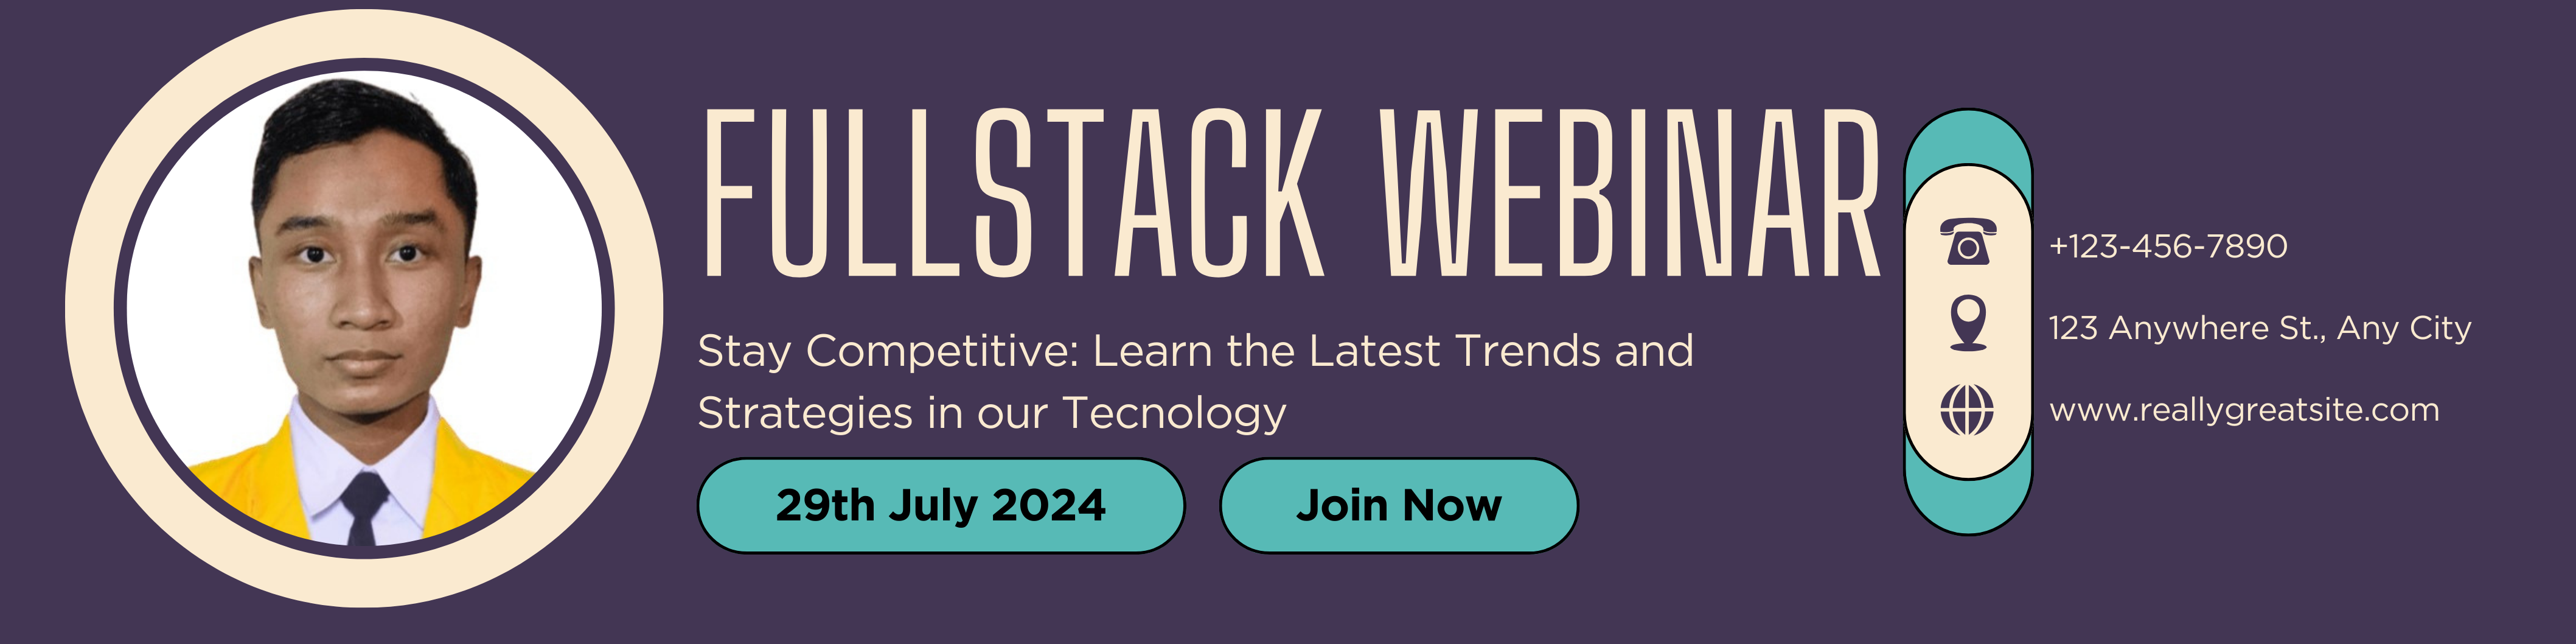 FULLSTACK WEBINAR
Stay Competitive: Learn the Latest Trends and
Strategies in our Tecnology
29th July 2024
Join Now
+123-456-7890
123 Anywhere St., Any City
www.reallygreatsite.com